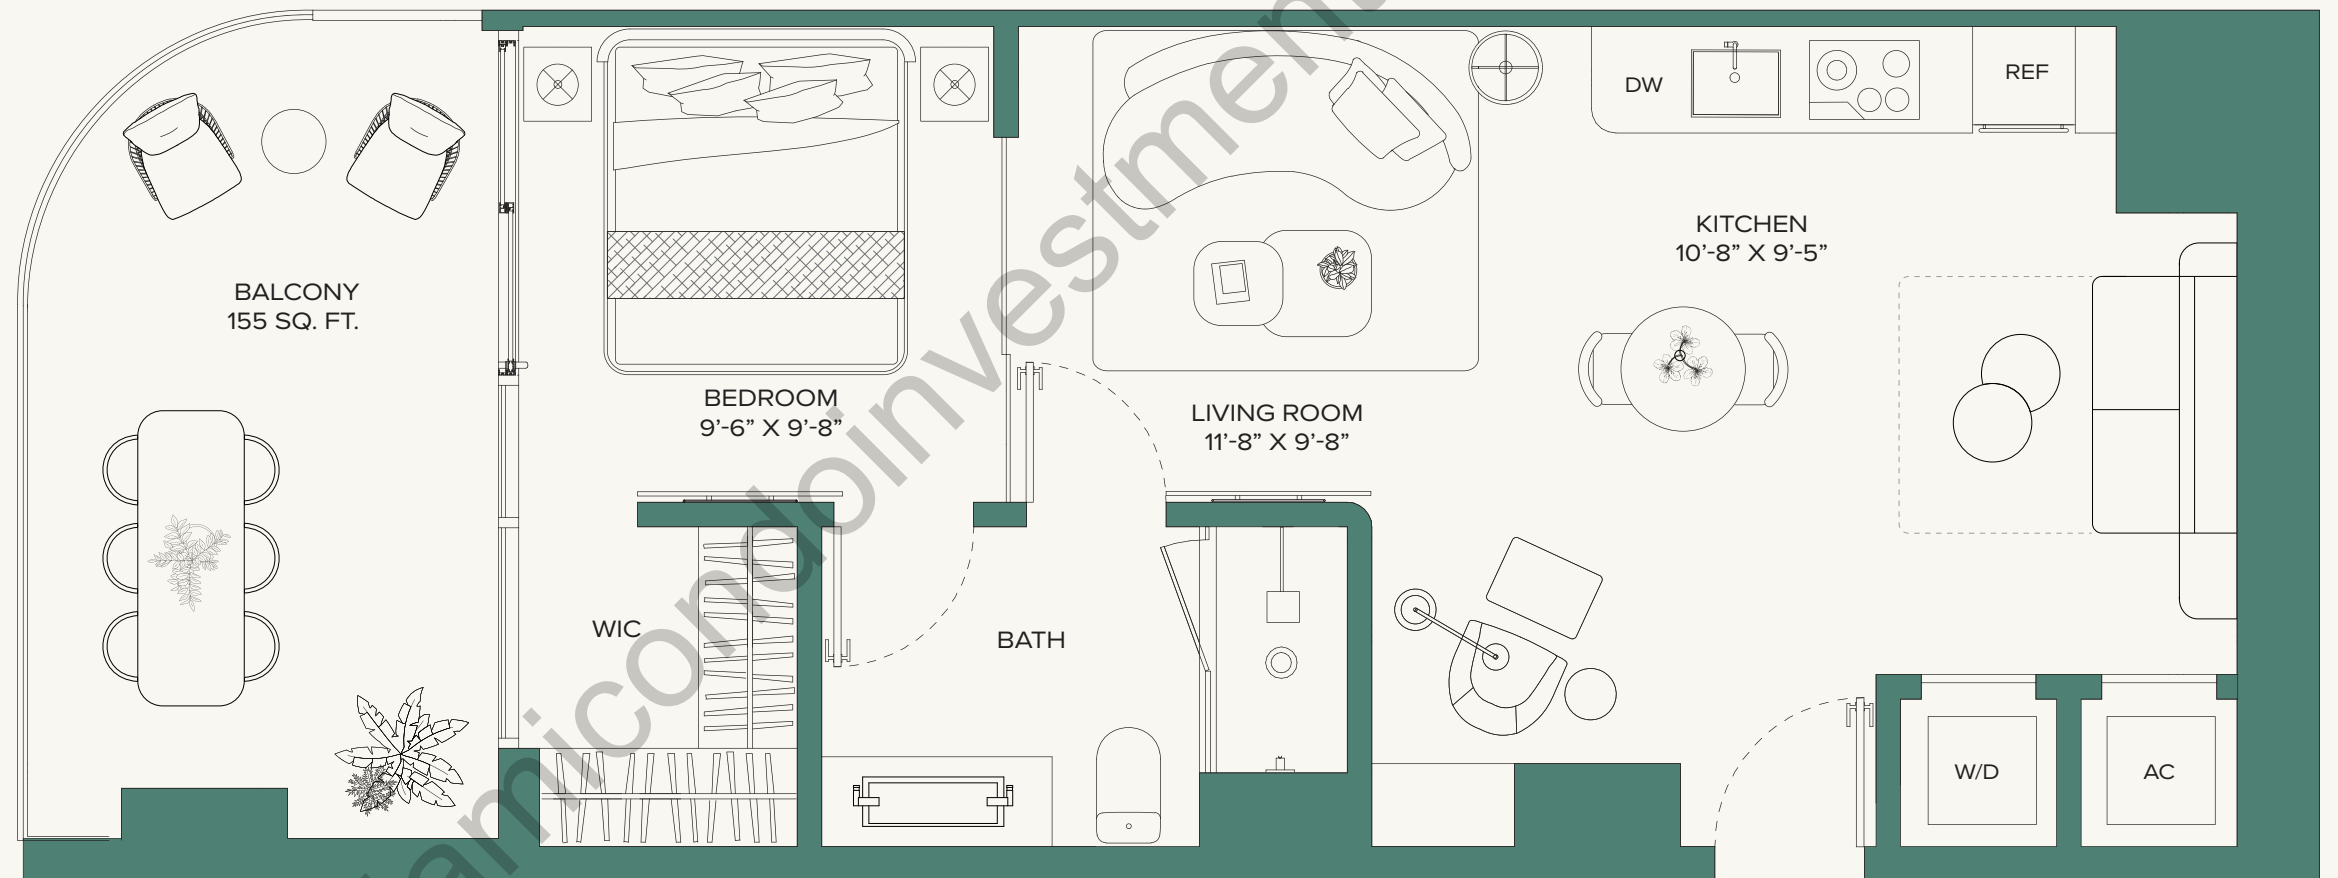 DW
REF
KITCHEN
10'-8” X 9'-5”
BALCONY
155 SQ. FT.
BEDROOM
9'-6” X 9'-8”
LIVING ROOM
11'-8” X 9'-8”
WIC
BATH
W/D
AC
amicondoinvestment